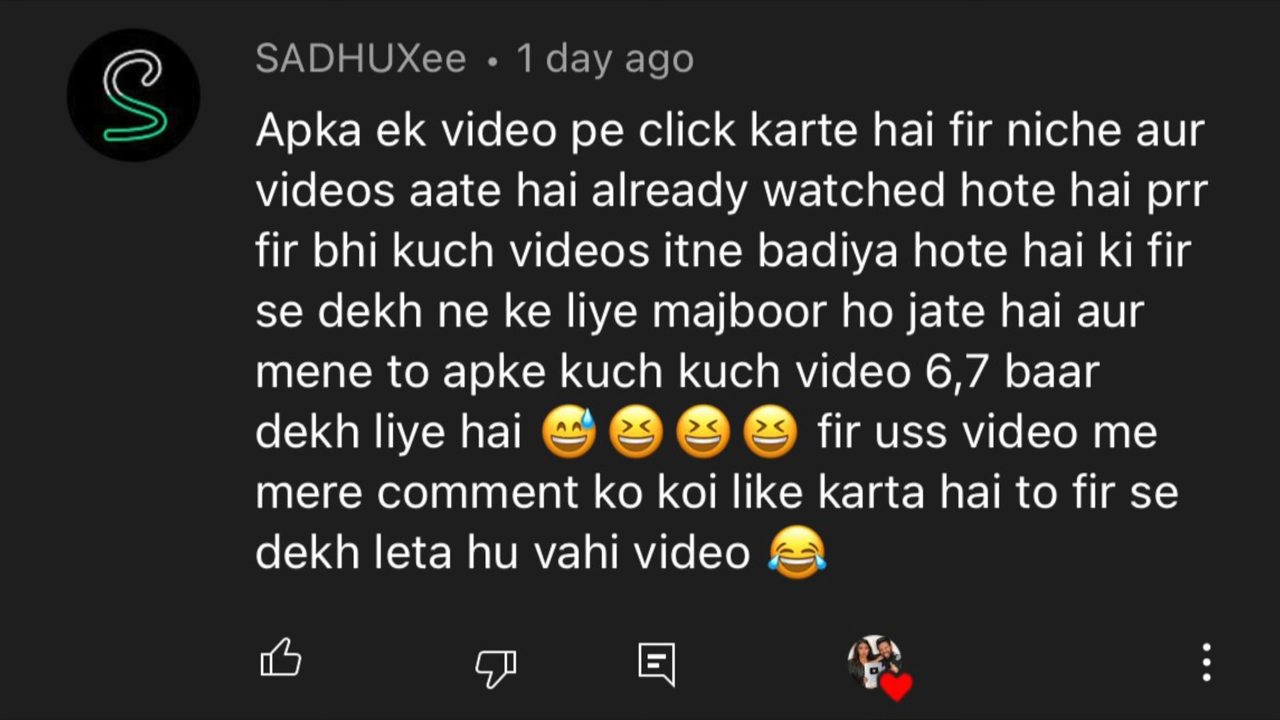 SADHUXee • 1 day ago
Apka ek video pe click karte hai fir niche aur
videos aate hai already watched hote hai prr
fir bhi kuch videos itne badiya hote hai ki fir
se dekh ne ke liye majboor ho jate hai aur
mene to apke kuch kuch video 6,7 baar
dekh liye hai 😅😆😆😆 fir uss video me
mere comment ko koi like karta hai to fir se
dekh leta hu vahi video 😂